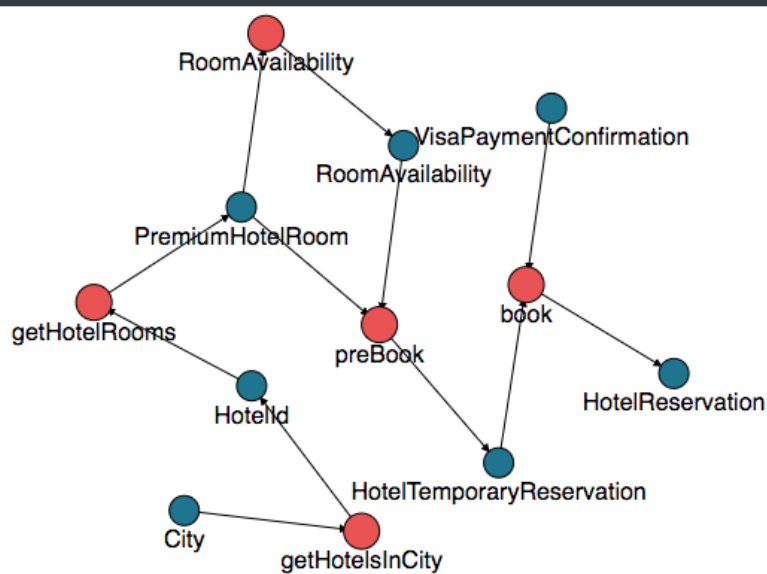 RoomAvailability
VisaPaymentConfirmation
RoomAvailability
PremiumHotelRoom
getHotelRooms
book
preBook
HotelId
HotelReservation
HotelTemporaryReservation
City
getHotelsInCity